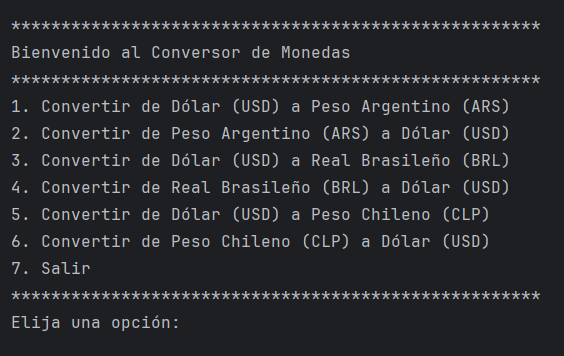 *****************************************************
Bienvenido al Conversor de Monedas
*****************************************************
1. Convertir de Dólar (USD) a Peso Argentino (ARS)
2. Convertir de Peso Argentino (ARS) a Dólar (USD)
3. Convertir de Dólar (USD) a Real Brasileño (BRL)
4. Convertir de Real Brasileño (BRL) a Dólar (USD)
5. Convertir de Dólar (USD) a Peso Chileno (CLP)
6. Convertir de Peso Chileno (CLP) a Dólar (USD)
7. Salir
*****************************************************
Elija una opción: